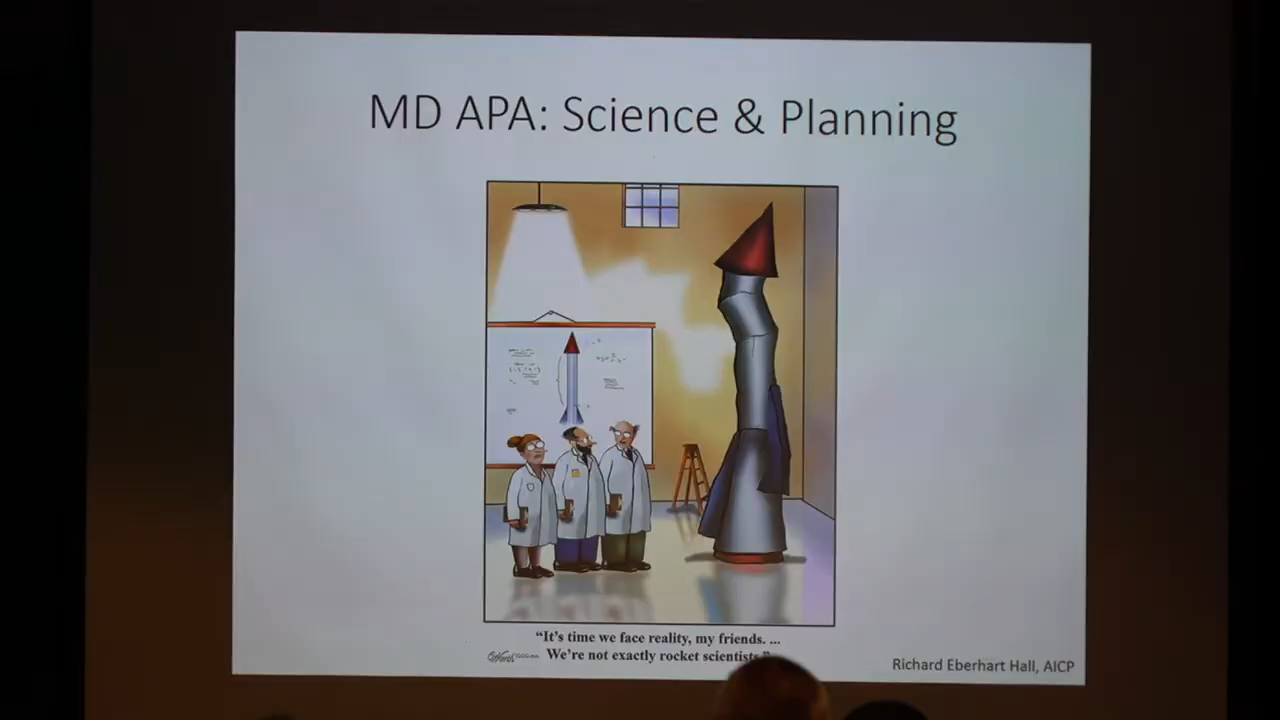 MD APA: Science & Planning
“It’s time we face reality, my friends. ...
We’re not exactly rocket scientists.”
Richard Eberhart Hall, AICP